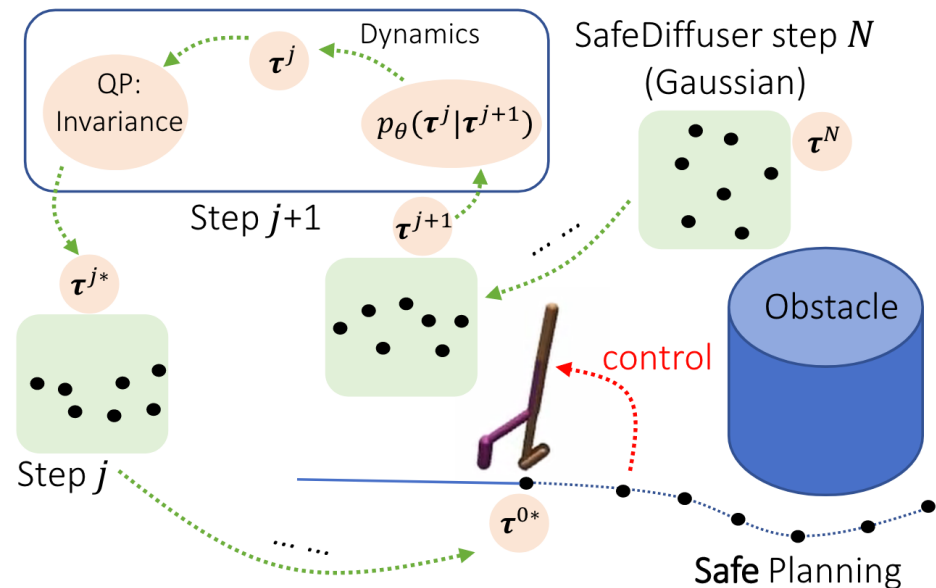 Dynamics
SafeDiffuser step N
(Gaussian)
τ^j
QP:
Invariance
p_θ(τ^j|τ^{j+1})
τ^N
Step j+1
τ^{j+1}
... ...
τ^{j*}
Obstacle
control
Step j
τ^{0*}
... ...
Safe Planning